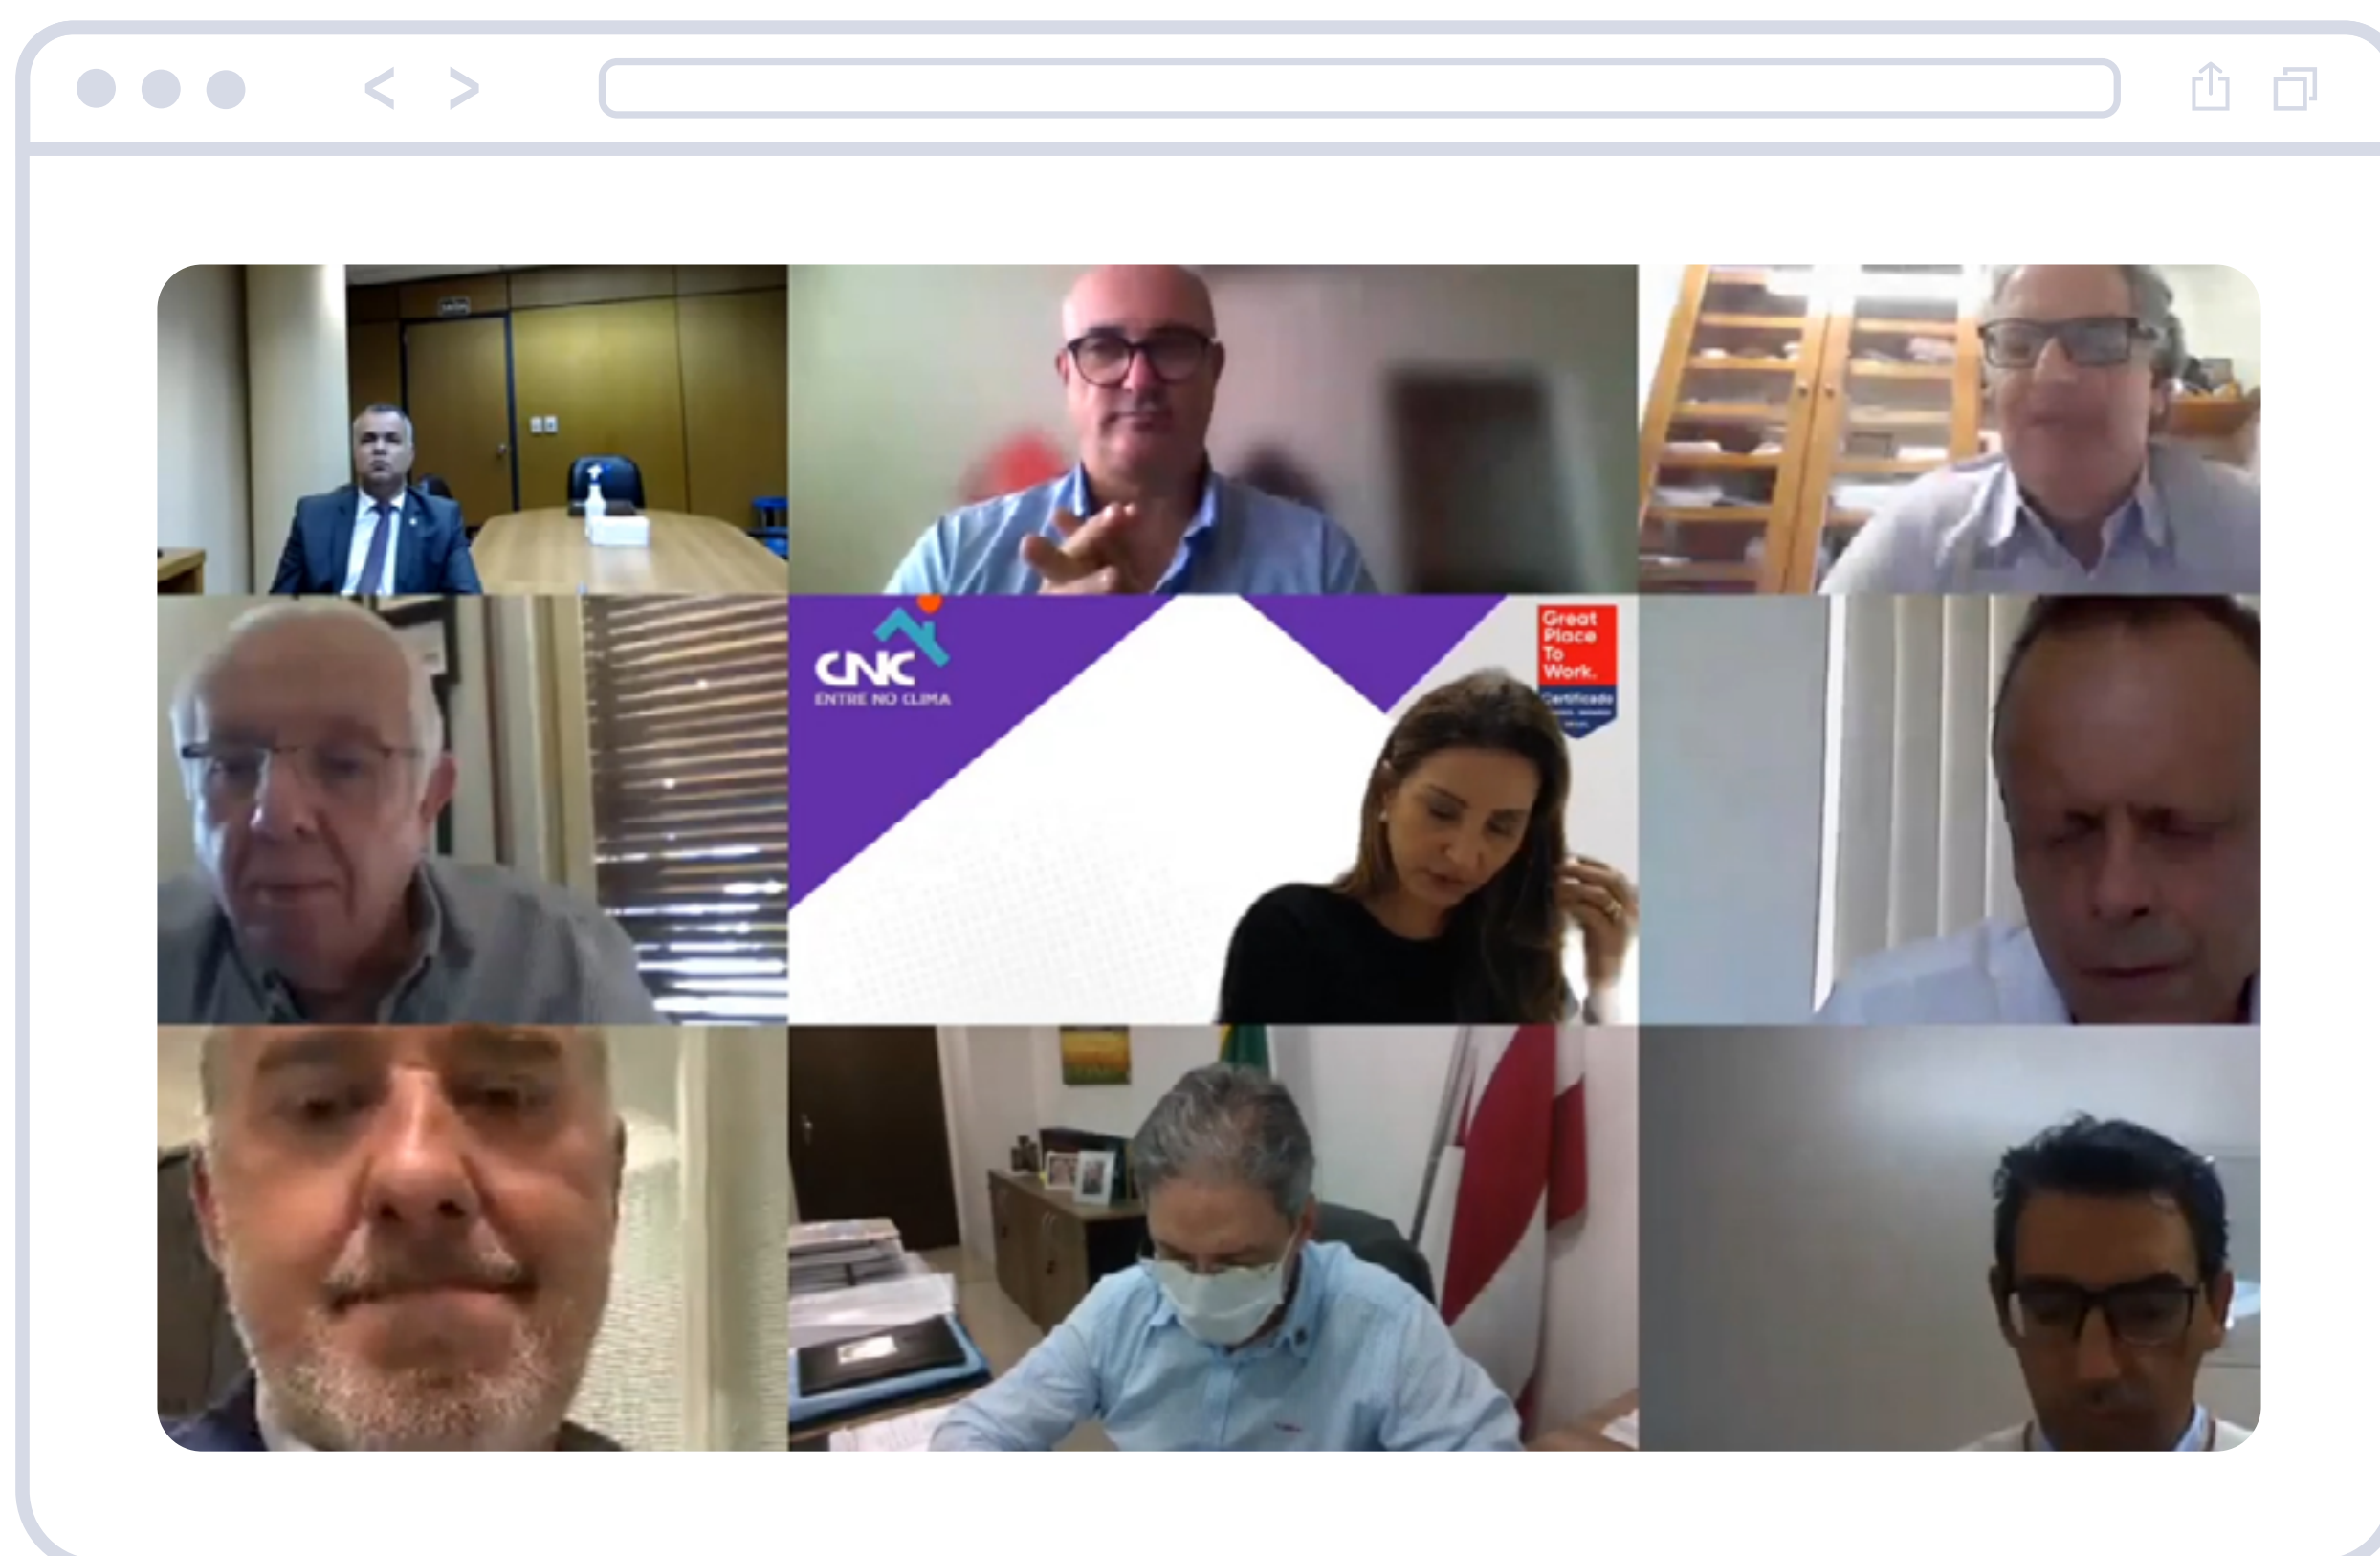 CNC
ENTRE NO CLIMA
Great
Place
To
Work.
Certificado